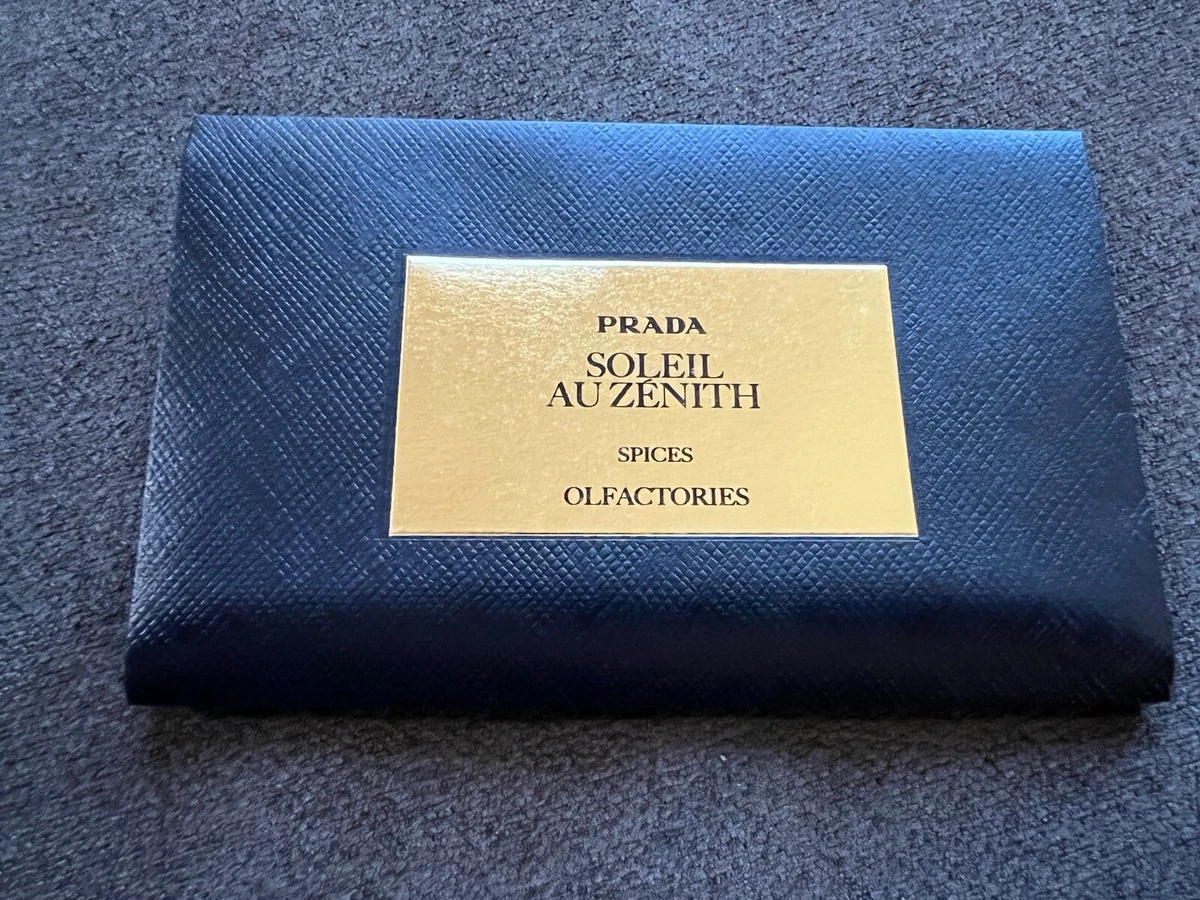 PRADA
SOLEIL
AU ZÉNITH
SPICES
OLFACTORIES